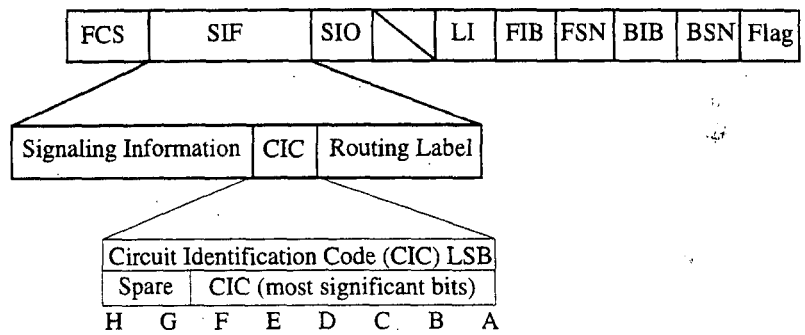 FCS SIF SIO LI FIB FSN BIB BSN Flag
Signaling Information CIC Routing Label
Circuit Identification Code (CIC) LSB
Spare CIC (most significant bits)
H G F E D C B A